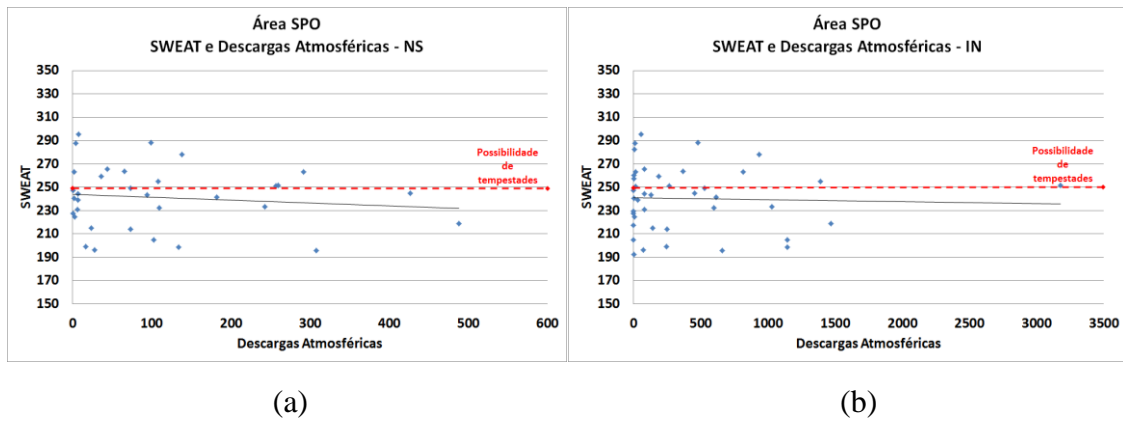 Área SPO
SWEAT e Descargas Atmosféricas - NS
350
330
310
290
270
250
230
210
190
170
150
SWEAT
Possibilidade
de
tempestades
0 100 200 300 400 500 600
Descargas Atmosféricas
(a)
Área SPO
SWEAT e Descargas Atmosféricas - IN
350
330
310
290
270
250
230
210
190
170
150
SWEAT
Possibilidade
de
tempestades
0 500 1000 1500 2000 2500 3000 3500
Descargas Atmosféricas
(b)